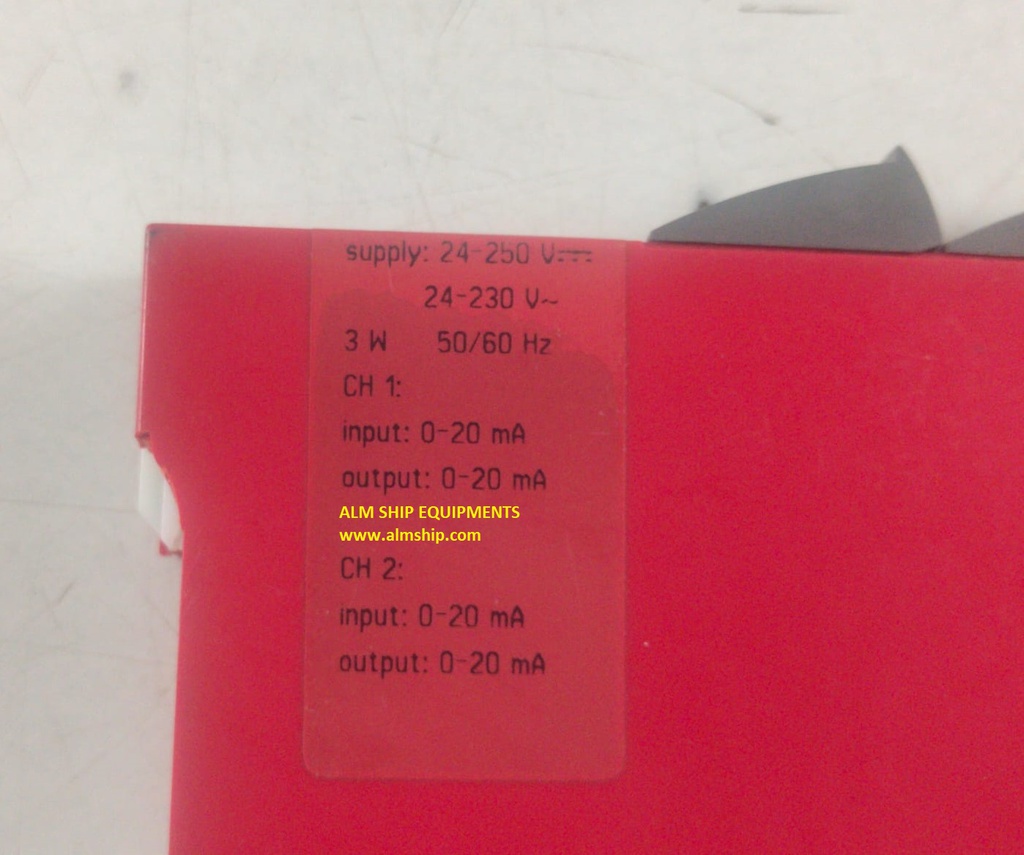 supply: 24-250 V⎓
24-230 V~
3 W 50/60 Hz
CH 1:
input: 0-20 mA
output: 0-20 mA
ALM SHIP EQUIPMENTS
www.almship.com
CH 2:
input: 0-20 mA
output: 0-20 mA